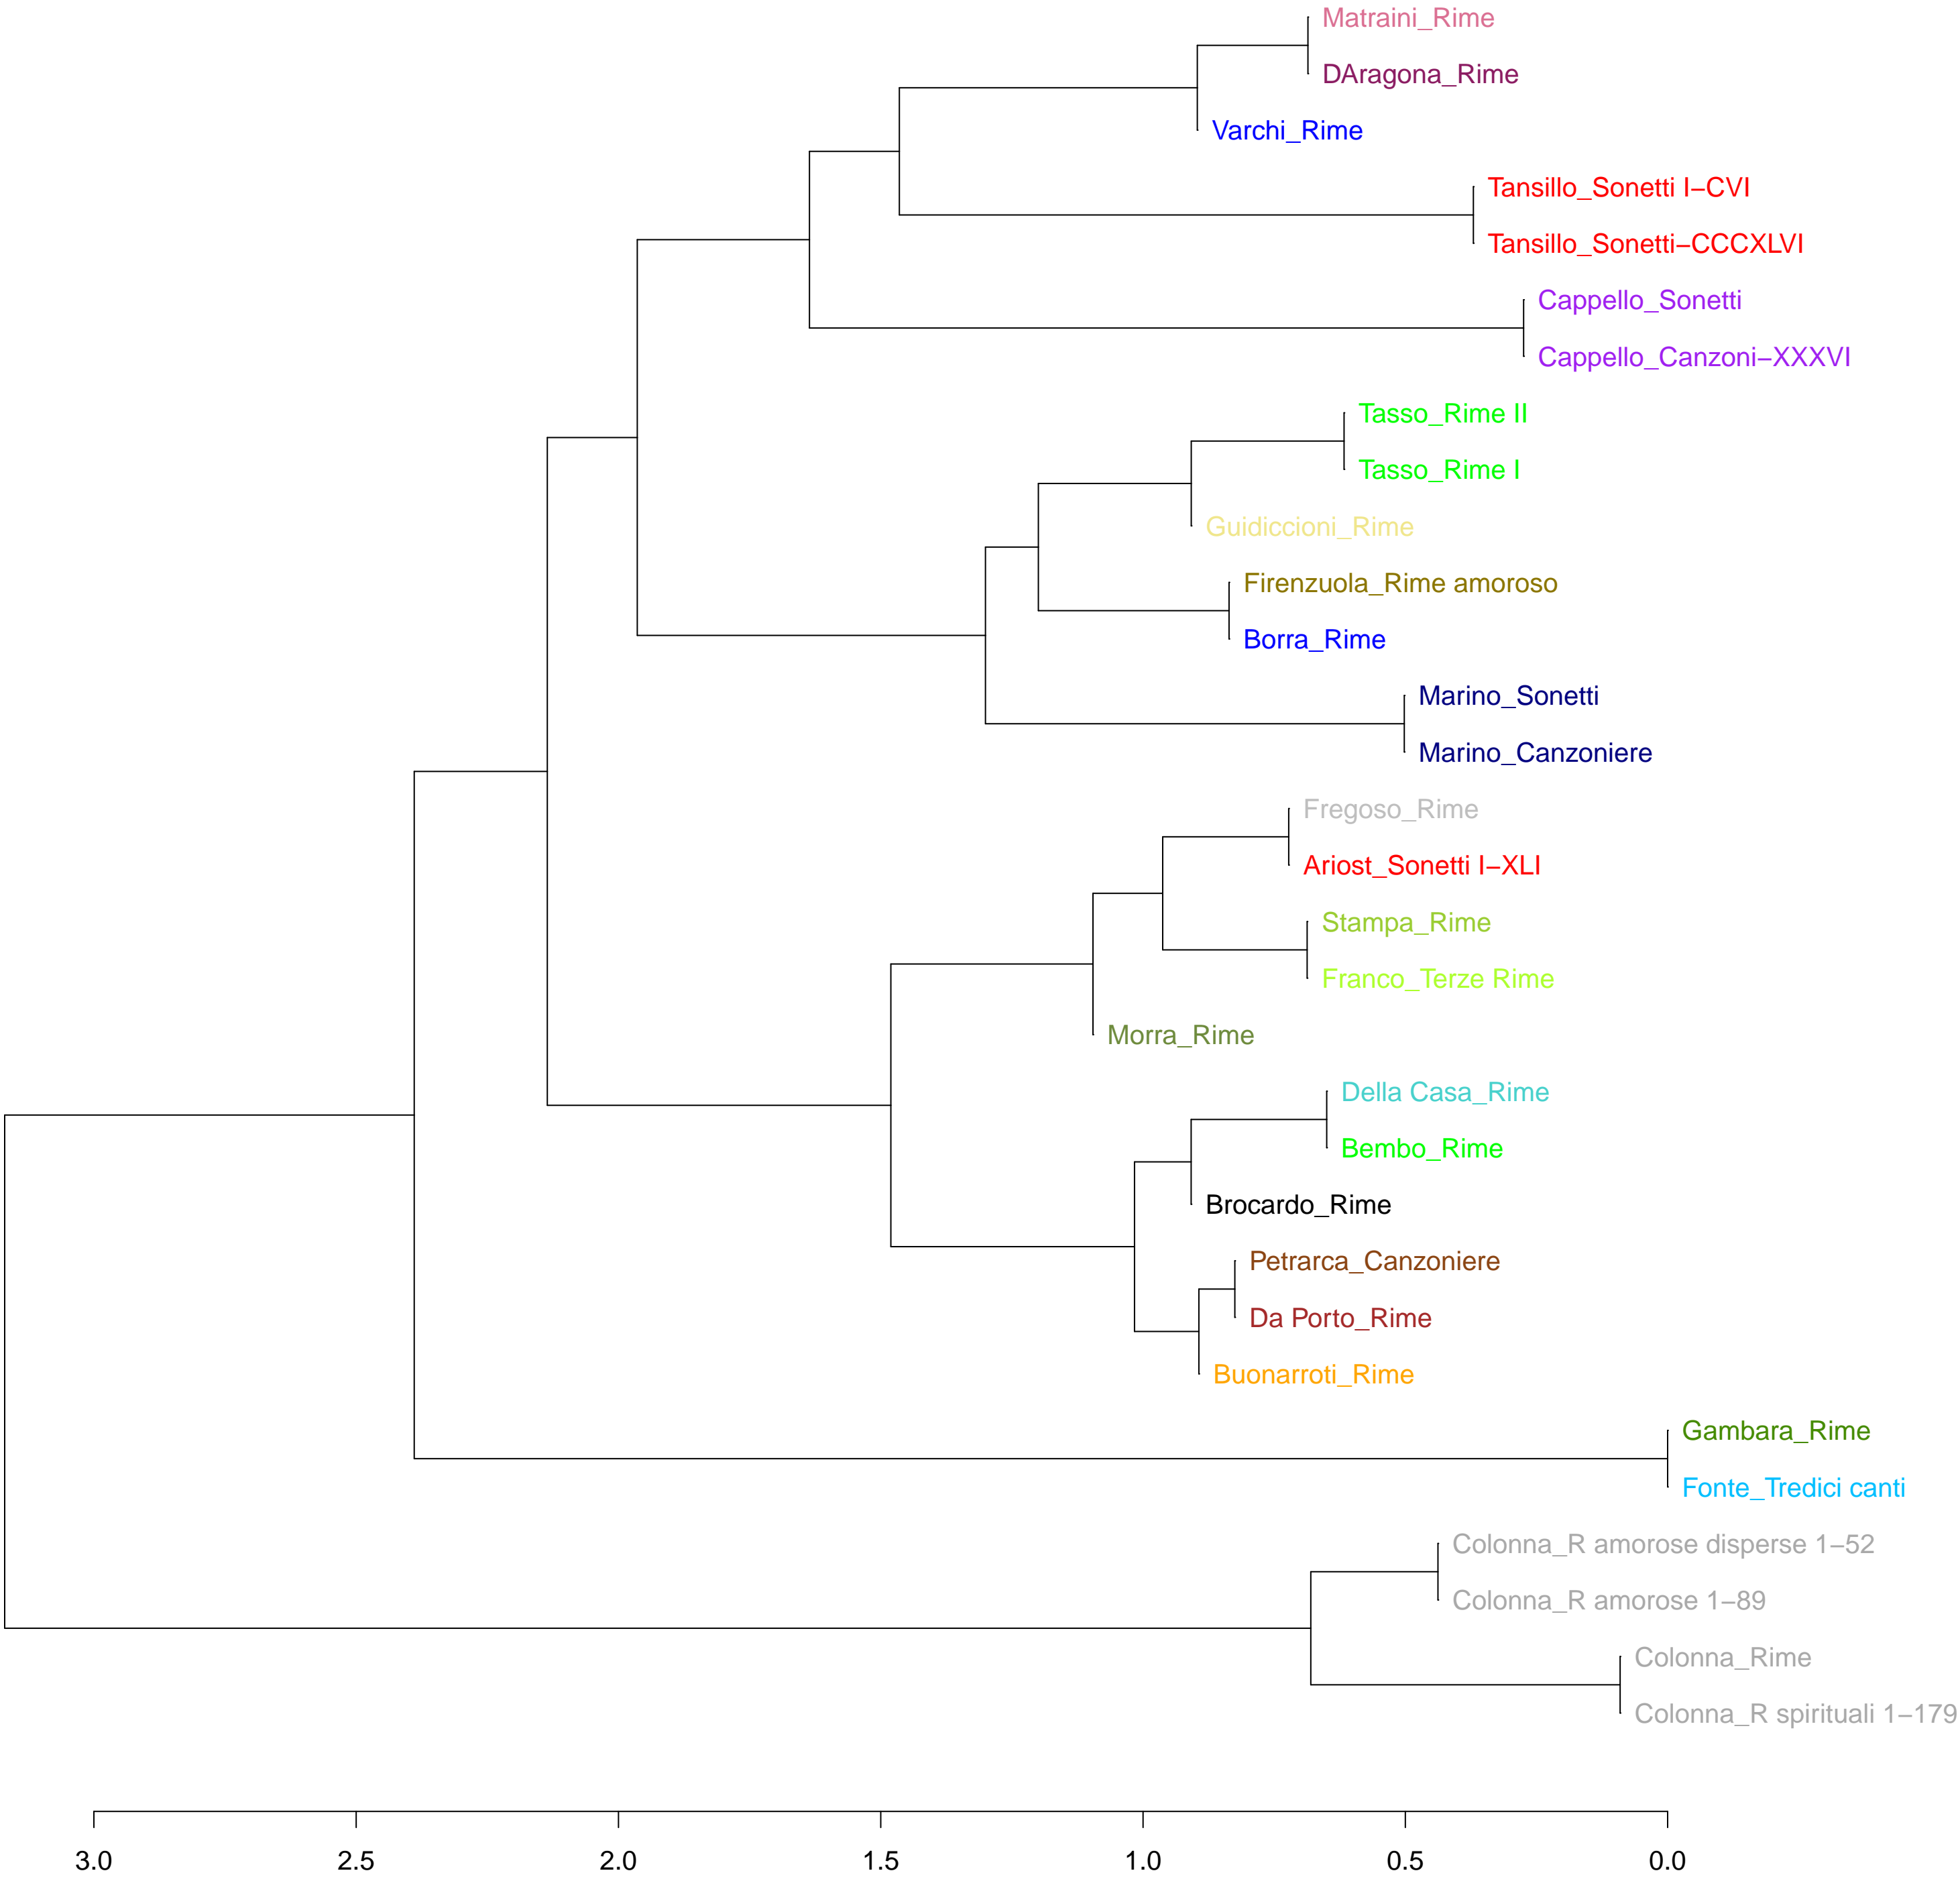 Matraini_Rime
DAragona_Rime
Varchi_Rime
Tansillo_Sonetti I−CVI
Tansillo_Sonetti−CCCXLVI
Cappello_Sonetti
Cappello_Canzoni−XXXVI
Tasso_Rime II
Tasso_Rime I
Guidiccioni_Rime
Firenzuola_Rime amoroso
Borra_Rime
Marino_Sonetti
Marino_Canzoniere
Fregoso_Rime
Ariost_Sonetti I−XLI
Stampa_Rime
Franco_Terze Rime
Morra_Rime
Della Casa_Rime
Bembo_Rime
Brocardo_Rime
Petrarca_Canzoniere
Da Porto_Rime
Buonarroti_Rime
Gambara_Rime
Fonte_Tredici canti
Colonna_R amorose disperse 1−52
Colonna_R amorose 1−89
Colonna_Rime
Colonna_R spirituali 1−179
3.0 2.5 2.0 1.5 1.0 0.5 0.0